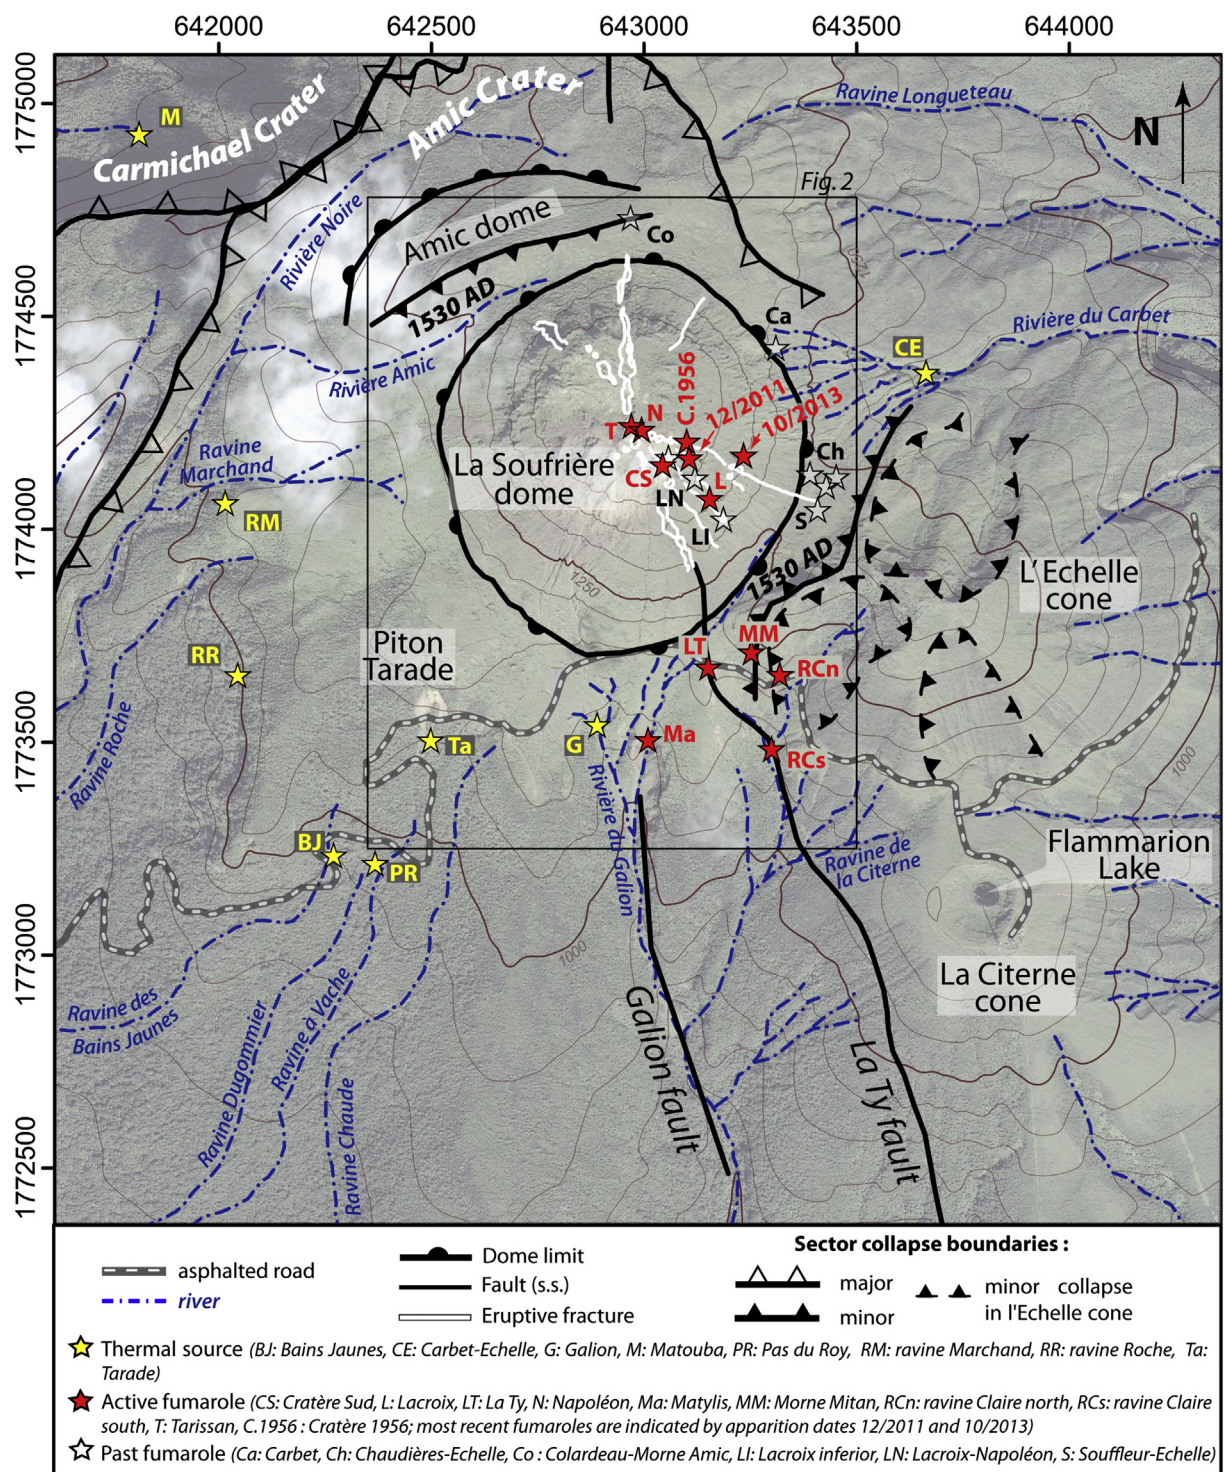 642000
642500
643000
643500
644000
1775000
1774500
1774000
1773500
1773000
1772500
M
Carmichael Crater
Amic Crater
Ravine Longueteau
N
Fig. 2
Rivière Noire
Amic dome
Co
1530 AD
Rivière Amic
Ca
Rivière du Carbet
CE
C.1956
12/2011
10/2013
T
N
Ravine
Marchand
La Soufrière
dome
CS
LN
L
LI
Ch
S
RM
1530 AD
L'Echelle
cone
1250
Piton
Tarade
LT
MM
RCn
RR
Ravine Roche
Ta
G
Ma
RCs
1000
Rivière du Galion
BJ
PR
Ravine de
la Citerne
Flammarion
Lake
1000
La Citerne
cone
Ravine des
Bains Jaunes
Ravine Dugommier
Ravine à Vache
Ravine Chaude
Galion fault
La Ty fault
asphalted road
river
Dome limit
Fault (s.s.)
Eruptive fracture
Sector collapse boundaries :
major
minor
minor collapse
in l'Echelle cone
Thermal source (BJ: Bains Jaunes, CE: Carbet-Echelle, G: Galion, M: Matouba, PR: Pas du Roy, RM: ravine Marchand, RR: ravine Roche, Ta:
Tarade)
Active fumarole (CS: Cratère Sud, L: Lacroix, LT: La Ty, N: Napoléon, Ma: Matylis, MM: Morne Mitan, RCn: ravine Claire north, RCs: ravine Claire
south, T: Tarissan, C.1956 : Cratère 1956; most recent fumaroles are indicated by apparition dates 12/2011 and 10/2013)
Past fumarole (Ca: Carbet, Ch: Chaudières-Echelle, Co : Colardeau-Morne Amic, LI: Lacroix inferior, LN: Lacroix-Napoléon, S: Souffleur-Echelle)